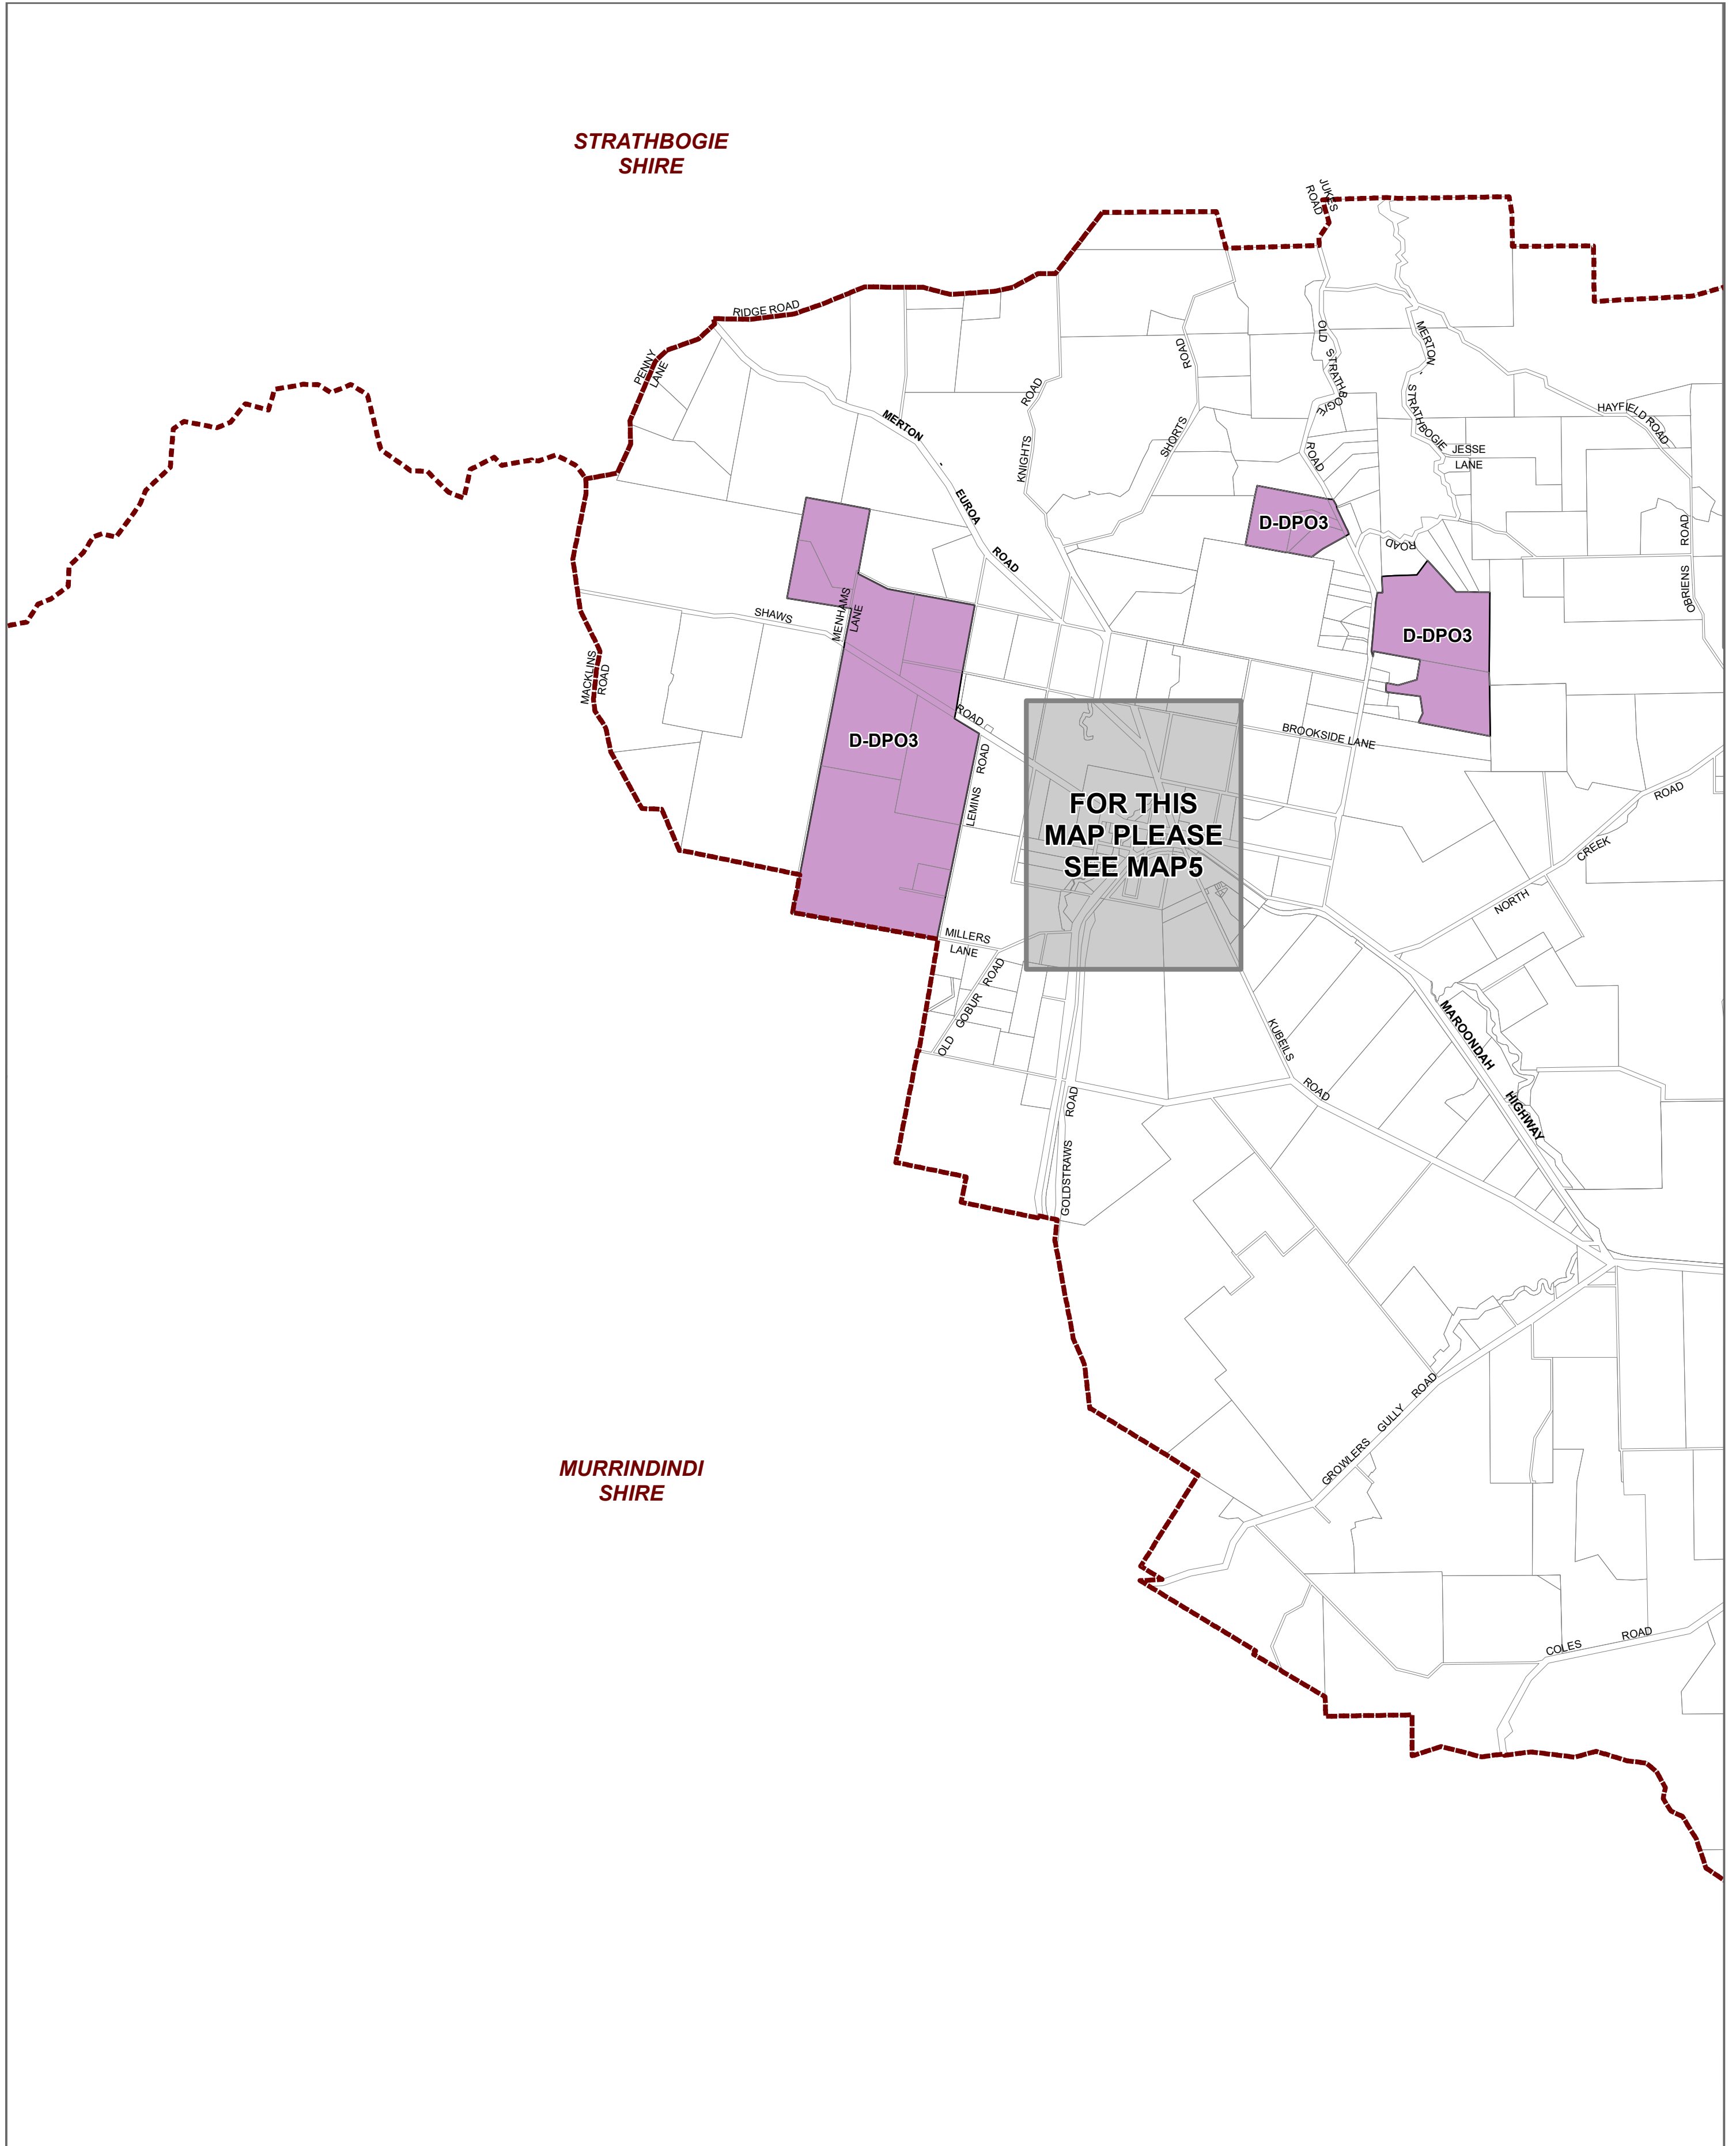 STRATHBOGIE
SHIRE
JUKES
ROAD
RIDGE ROAD
PENNY
LANE
MERTON
-
EUROA
ROAD
KNIGHTS
ROAD
SHORTS
ROAD
OLD
STRATHBOGIE
ROAD
MERTON
-
STRATHBOGIE
ROAD
HAYFIELD ROAD
JESSE
LANE
OBRIENS
ROAD
D-DPO3
D-DPO3
SHAWS
ROAD
MENHAMS
LANE
MACKLINS
ROAD
D-DPO3
LEMINS
ROAD
BROOKSIDE LANE
FOR THIS
MAP PLEASE
SEE MAP5
NORTH
CREEK
ROAD
MILLERS
LANE
OLD
GOBUR
ROAD
KUBEILS
ROAD
MAROONDAH
HIGHWAY
GOLDSTRAWS
ROAD
GROWLERS
GULLY
ROAD
MURRINDINDI
SHIRE
COLES
ROAD